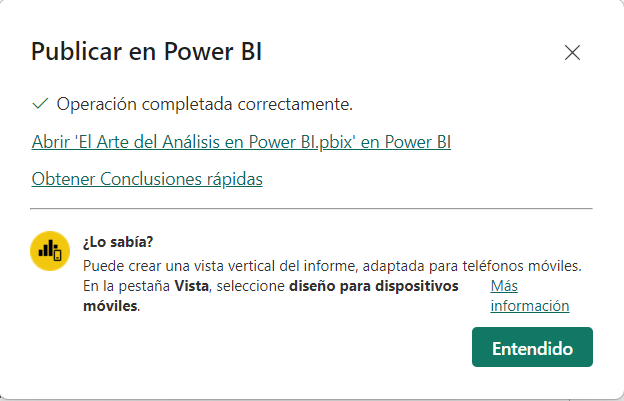 Publicar en Power BI
Operación completada correctamente.
Abrir 'El Arte del Análisis en Power BI.pbix' en Power BI
Obtener Conclusiones rápidas
¿Lo sabía?
Puede crear una vista vertical del informe, adaptada para teléfonos móviles.
En la pestaña Vista, seleccione diseño para dispositivos móviles.
Más información
Entendido